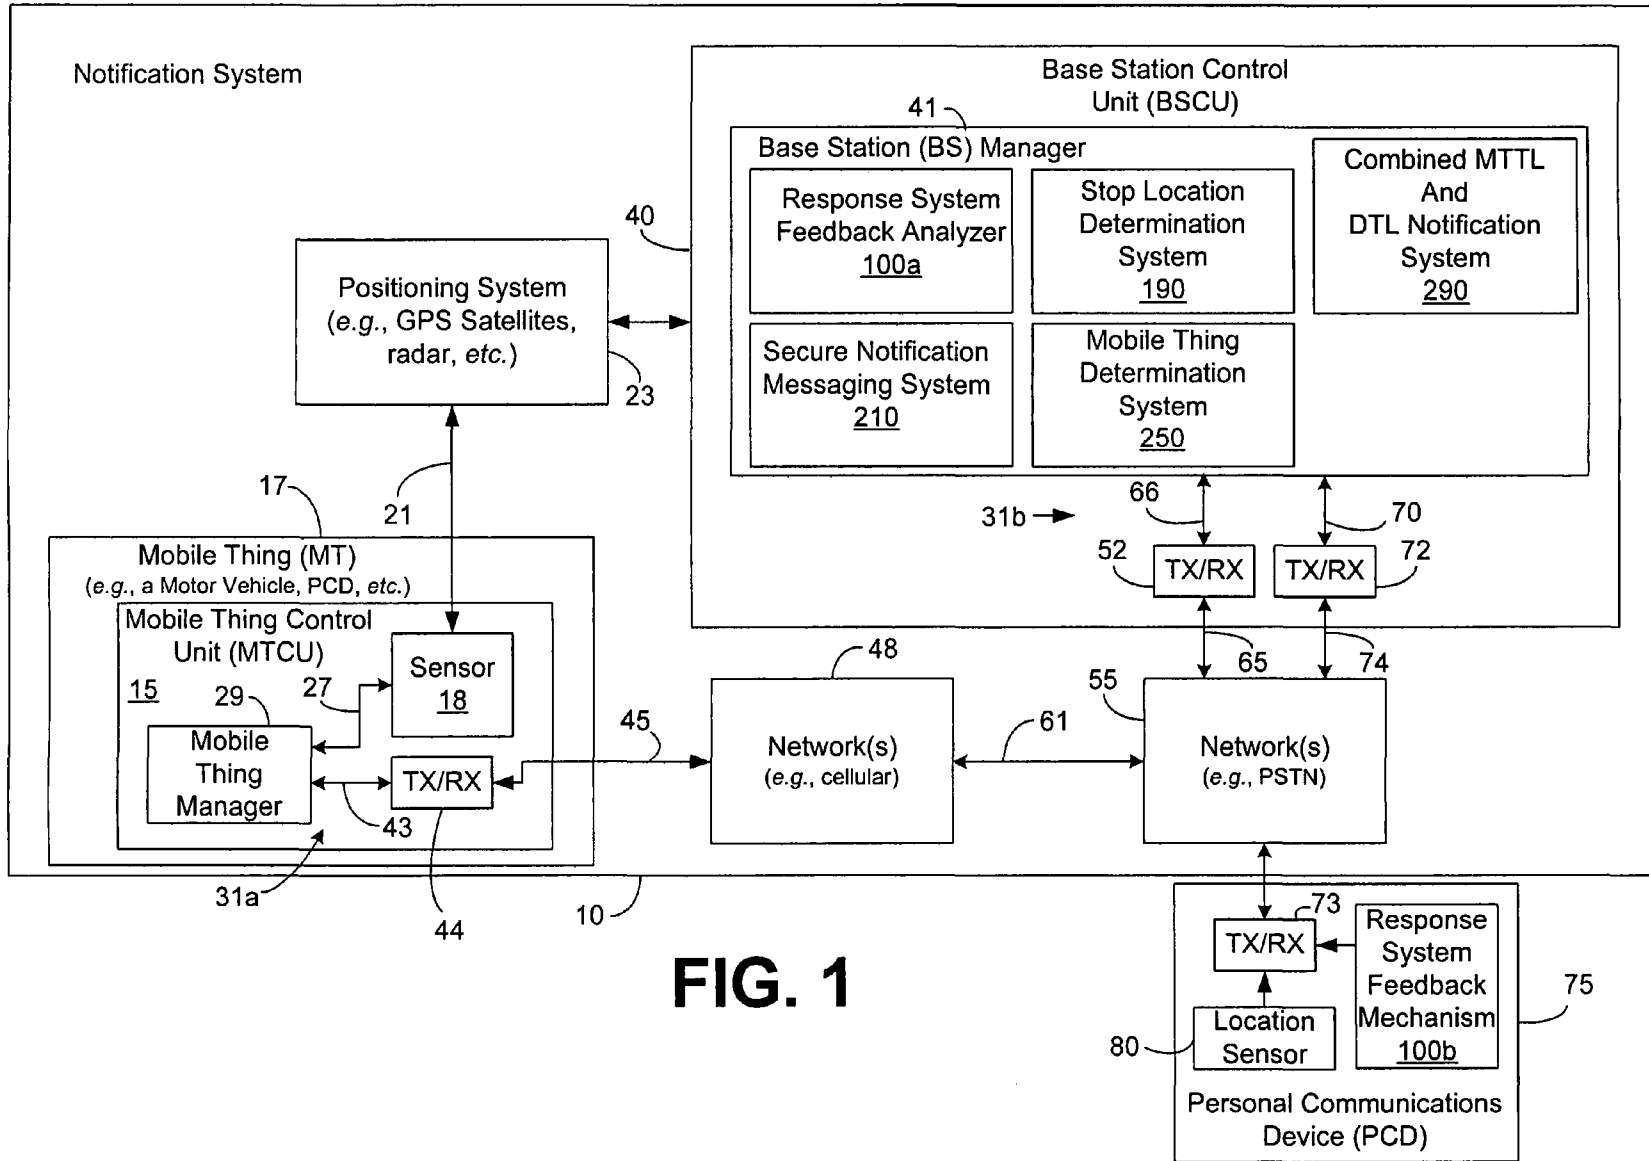 Notification System
Base Station Control
Unit (BSCU)
41
Base Station (BS) Manager
Response System
Feedback Analyzer
100a
Stop Location
Determination
System
190
Combined MTTL
And
DTL Notification
System
290
Secure Notification
Messaging System
210
Mobile Thing
Determination
System
250
40
Positioning System
(e.g., GPS Satellites,
radar, etc.)
23
21
17
66
31b
70
52
TX/RX
TX/RX
72
65
74
Mobile Thing (MT)
(e.g., a Motor Vehicle, PCD, etc.)
Mobile Thing Control
Unit (MTCU)
15
27
Sensor
18
29
Mobile
Thing
Manager
TX/RX
43
31a
44
45
48
Network(s)
(e.g., cellular)
61
55
Network(s)
(e.g., PSTN)
10
73
TX/RX
Response
System
Feedback
Mechanism
100b
75
80
Location
Sensor
Personal Communications
Device (PCD)
FIG. 1